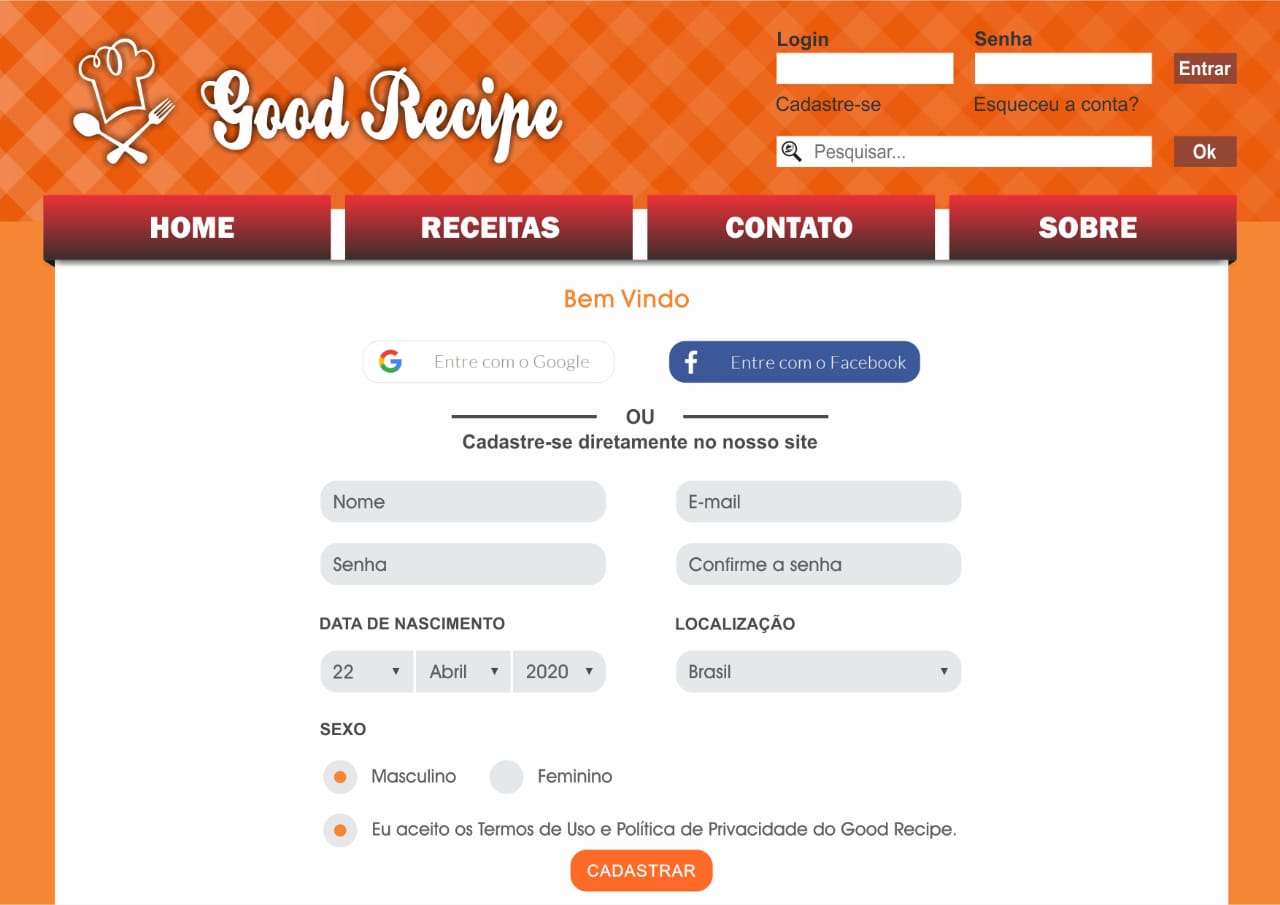 Good Recipe
Login Senha
Entrar
Cadastre-se Esqueceu a conta?
Pesquisar... Ok
HOME RECEITAS CONTATO SOBRE
Bem Vindo
Entre com o Google Entre com o Facebook
OU
Cadastre-se diretamente no nosso site
Nome E-mail
Senha Confirme a senha
DATA DE NASCIMENTO LOCALIZAÇÃO
22 Abril 2020 Brasil
SEXO
Masculino Feminino
Eu aceito os Termos de Uso e Política de Privacidade do Good Recipe.
CADASTRAR